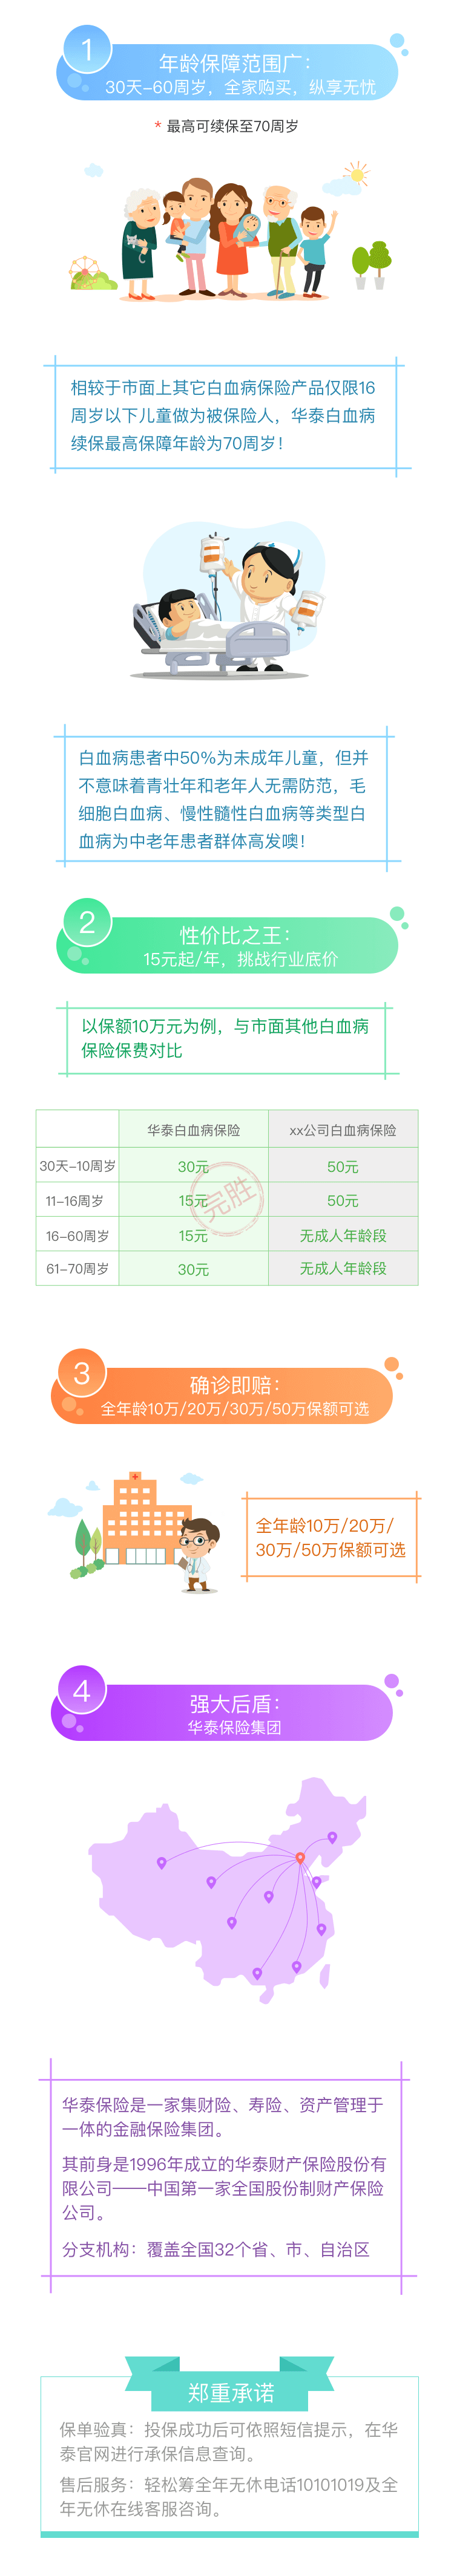 1
年龄保障范围广：
30天-60周岁，全家购买，纵享无忧
* 最高可续保至70周岁
相较于市面上其它白血病保险产品仅限16
周岁以下儿童做为被保险人，华泰白血病
续保最高保障年龄为70周岁！
白血病患者中50%为未成年儿童，但并
不意味着青壮年和老年人无需防范，毛
细胞白血病、慢性髓性白血病等类型白
血病为中老年患者群体高发噢！
2
性价比之王：
15元起/年，挑战行业底价
以保额10万元为例，与市面其他白血病
保险保费对比
华泰白血病保险 xx公司白血病保险
30天-10周岁 30元 50元
11-16周岁 15元 50元
完胜
16-60周岁 15元 无成人年龄段
61-70周岁 30元 无成人年龄段
3
确诊即赔：
全年龄10万/20万/30万/50万保额可选
全年龄10万/20万/
30万/50万保额可选
4
强大后盾：
华泰保险集团
华泰保险是一家集财险、寿险、资产管理于
一体的金融保险集团。
其前身是1996年成立的华泰财产保险股份有
限公司——中国第一家全国股份制财产保险
公司。
分支机构：覆盖全国32个省、市、自治区
郑重承诺
保单验真：投保成功后可依照短信提示，在华
泰官网进行承保信息查询。
售后服务：轻松筹全年无休电话10101019及全
年无休在线客服咨询。